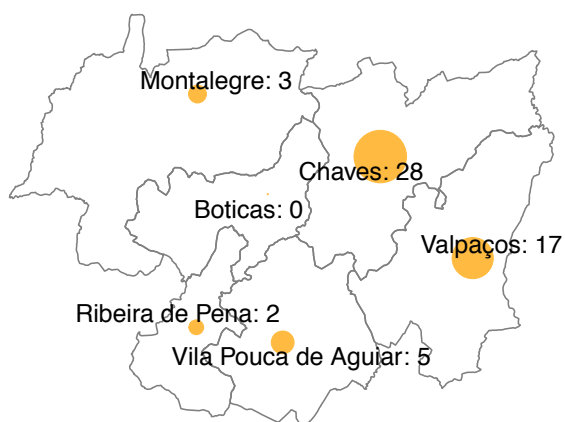 Montalegre: 3
Chaves: 28
Boticas: 0
Valpaços: 17
Ribeira de Pena: 2
Vila Pouca de Aguiar: 5